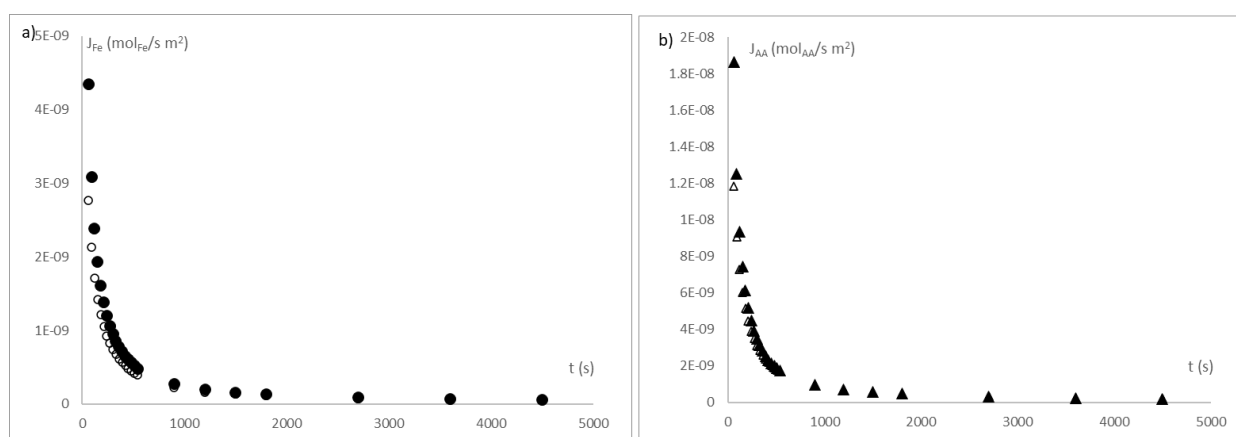 a)
J_Fe (mol_Fe/s m²)
5E-09
4E-09
3E-09
2E-09
1E-09
0
0 1000 2000 3000 4000 5000
t (s)
b)
J_AA (mol_AA/s m²)
2E-08
1.8E-08
1.6E-08
1.4E-08
1.2E-08
1E-08
8E-09
6E-09
4E-09
2E-09
0
0 1000 2000 3000 4000 5000
t (s)